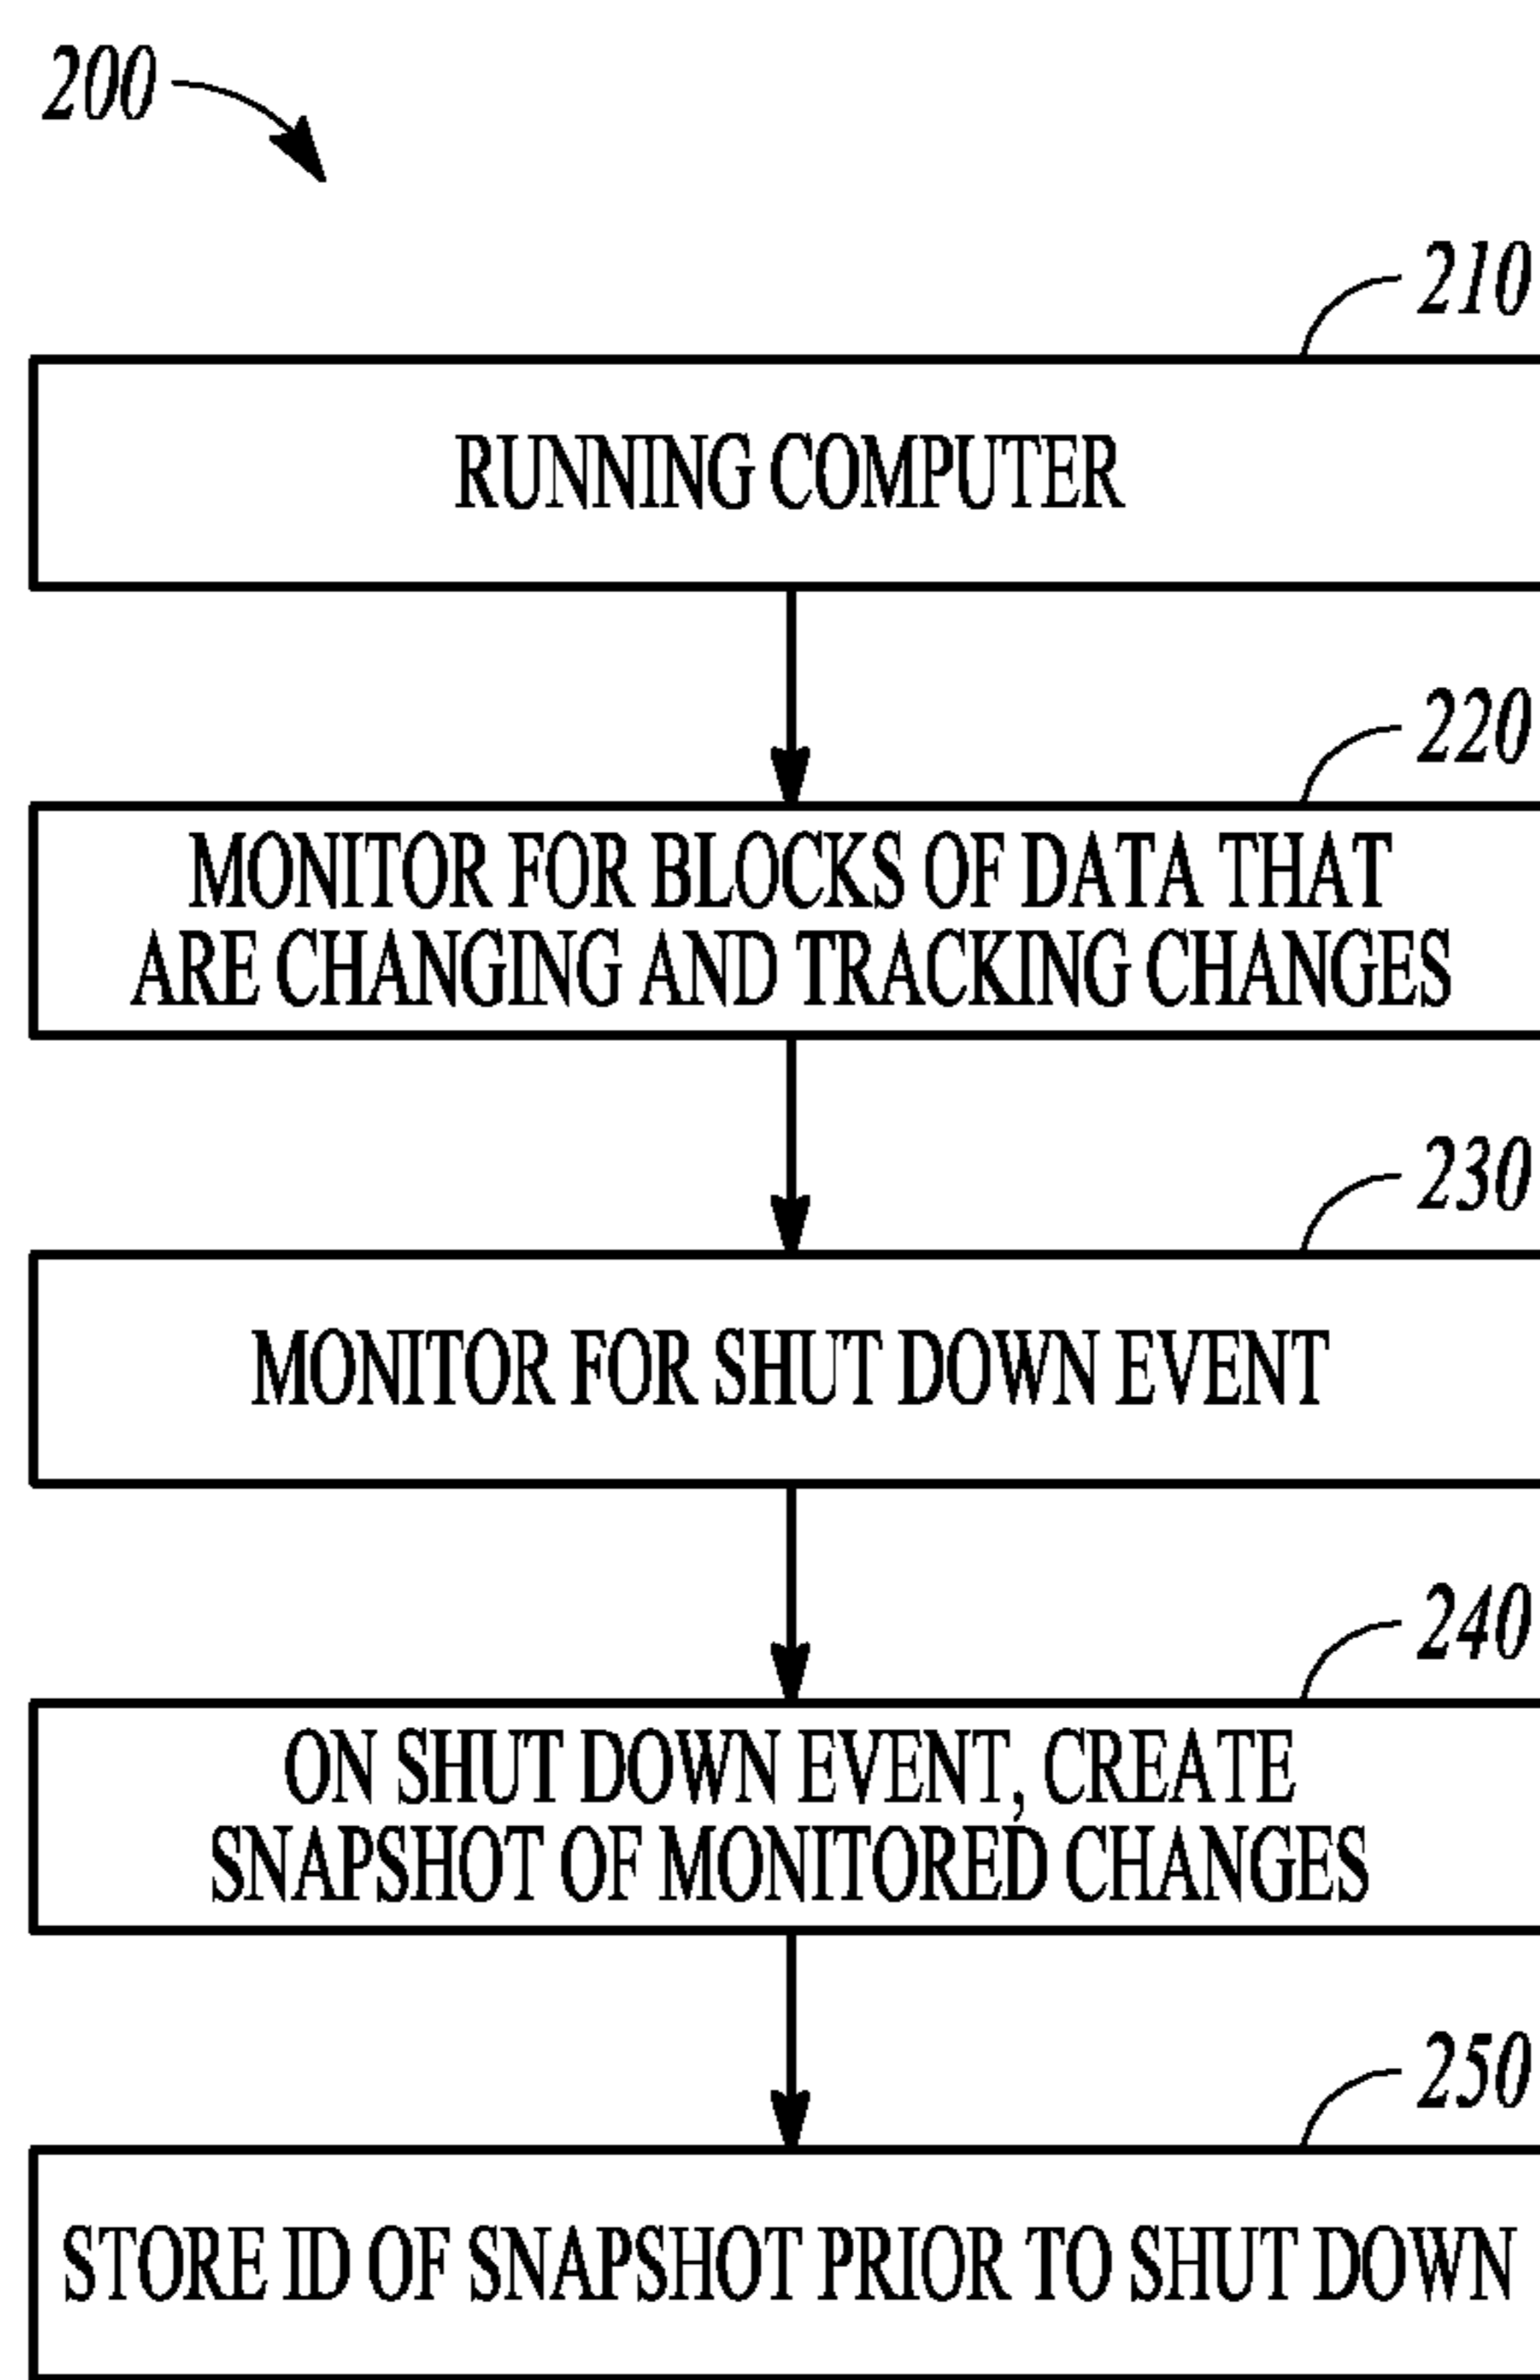 200
210
RUNNING COMPUTER
220
MONITOR FOR BLOCKS OF DATA THAT
ARE CHANGING AND TRACKING CHANGES
230
MONITOR FOR SHUT DOWN EVENT
240
ON SHUT DOWN EVENT, CREATE
SNAPSHOT OF MONITORED CHANGES
250
STORE ID OF SNAPSHOT PRIOR TO SHUT DOWN